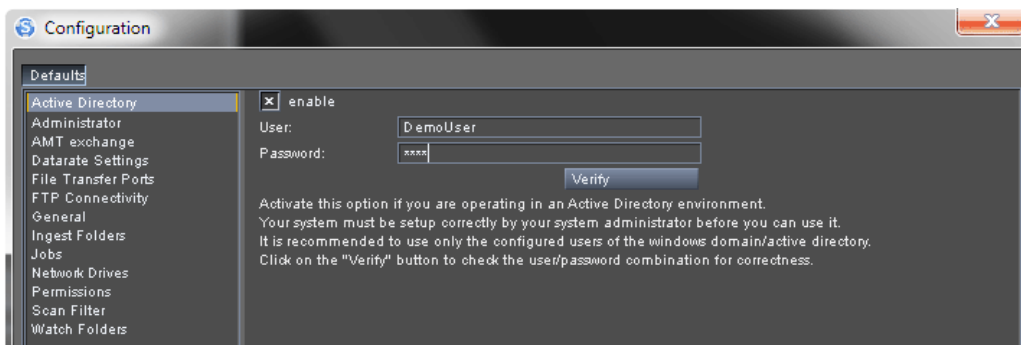 Configuration
Defaults
Active Directory
Administrator
AMT exchange
Datarate Settings
File Transfer Ports
FTP Connectivity
General
Ingest Folders
Jobs
Network Drives
Permissions
Scan Filter
Watch Folders
enable
User: DemoUser
Password: ****
Verify
Activate this option if you are operating in an Active Directory environment.
Your system must be setup correctly by your system administrator before you can use it.
It is recommended to use only the configured users of the windows domain/active directory.
Click on the "Verify" button to check the user/password combination for correctness.